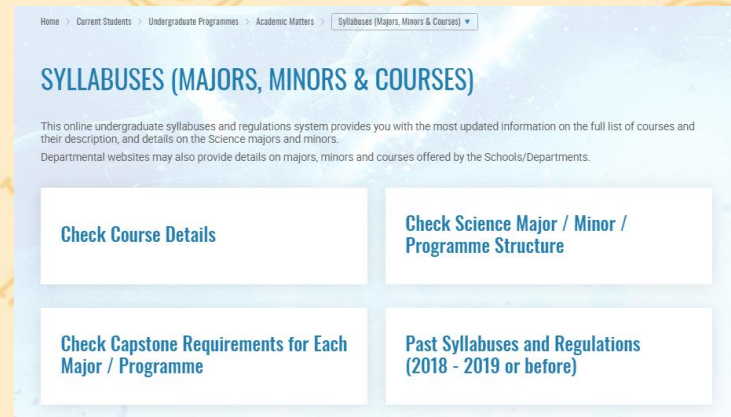 Home > Current Students > Undergraduate Programmes > Academic Matters > Syllabuses (Majors, Minors & Courses) ▼
SYLLABUSES (MAJORS, MINORS & COURSES)
This online undergraduate syllabuses and regulations system provides you with the most updated information on the full list of courses and
their description, and details on the Science majors and minors.
Departmental websites may also provide details on majors, minors and courses offered by the Schools/Departments.
Check Course Details
Check Science Major / Minor /
Programme Structure
Check Capstone Requirements for Each
Major / Programme
Past Syllabuses and Regulations
(2018 - 2019 or before)